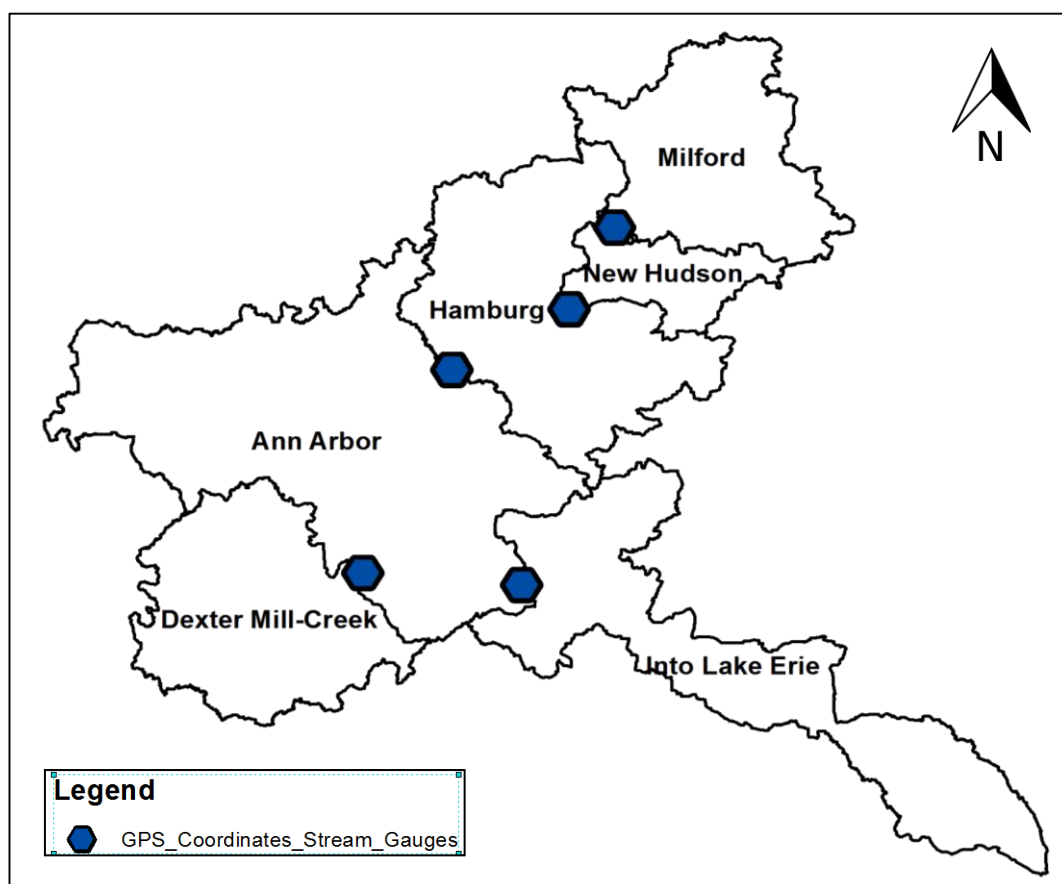 N
Milford
New Hudson
Hamburg
Ann Arbor
Dexter Mill-Creek
Into Lake Erie
Legend
GPS_Coordinates_Stream_Gauges